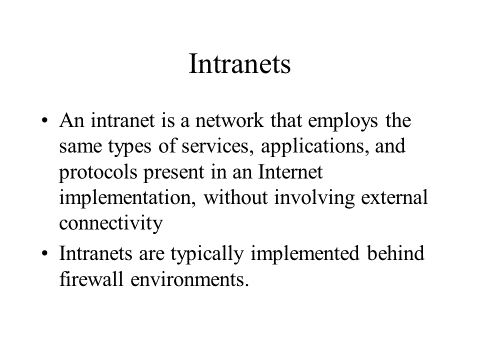 Intranets
• An intranet is a network that employs the
same types of services, applications, and
protocols present in an Internet
implementation, without involving external
connectivity
• Intranets are typically implemented behind
firewall environments.